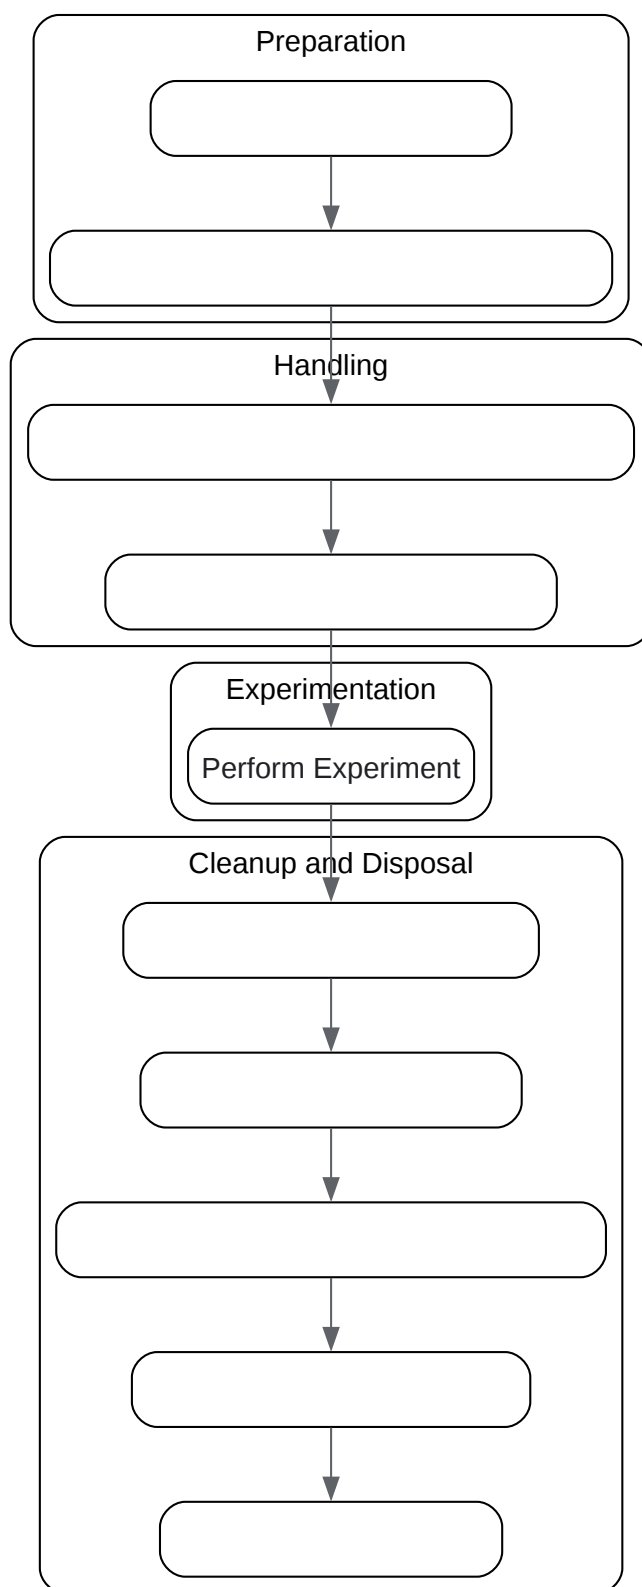 Preparation
Handling
Experimentation
Perform Experiment
Cleanup and Disposal